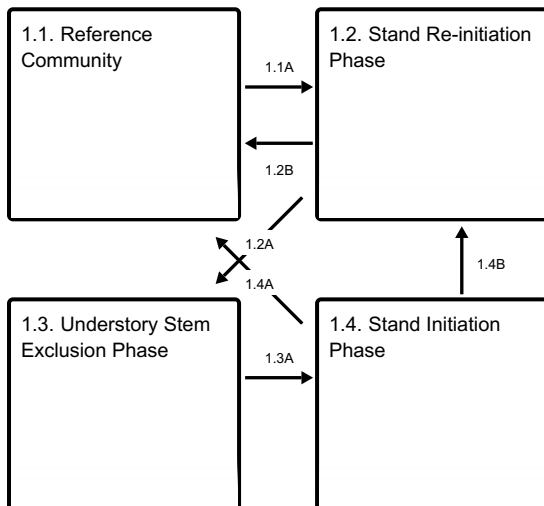 1.1. Reference
Community
1.1A
1.2. Stand Re-initiation
Phase
1.2B
1.2A
1.4A
1.4B
1.3. Understory Stem
Exclusion Phase
1.3A
1.4. Stand Initiation
Phase